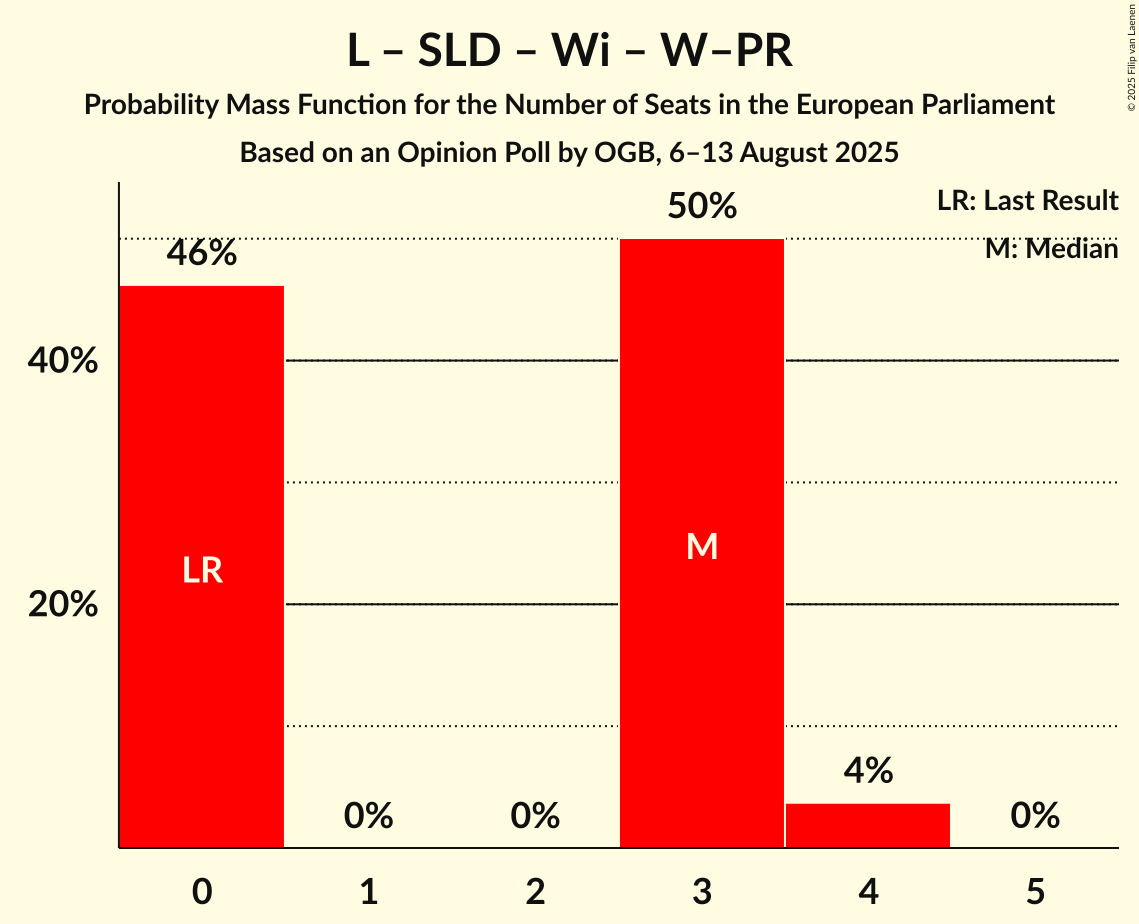 L – SLD – Wi – W–PR
Probability Mass Function for the Number of Seats in the European Parliament
Based on an Opinion Poll by OGB, 6–13 August 2025
© 2025 Filip van Laenen
LR: Last Result
M: Median
50%
46%
40%
20%
LR
M
4%
0%
0%
0%
0 1 2 3 4 5